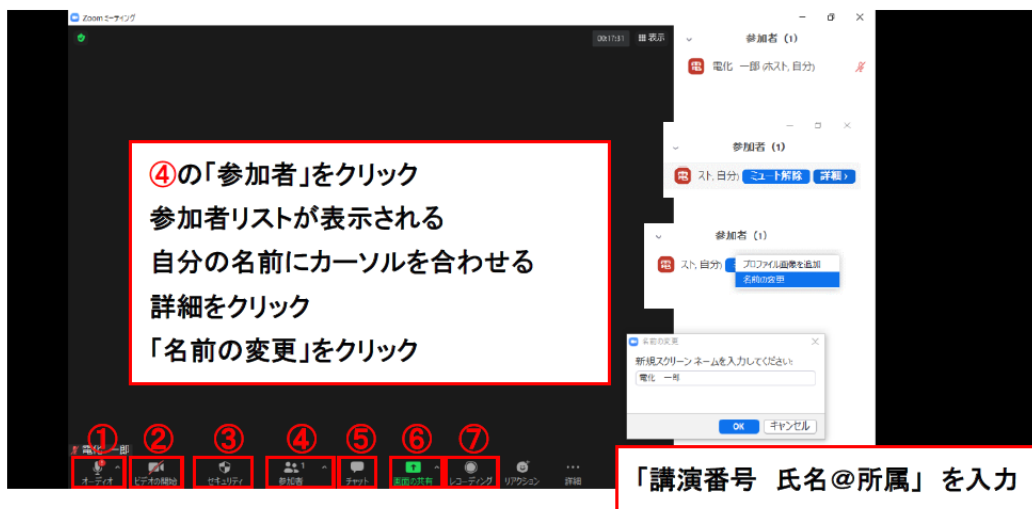 Zoom ミーティング
00:17:31 表示
参加者 (1)
電 電化 一郎 (ホスト, 自分)
参加者 (1)
電 スト, 自分) ミュート解除 詳細 >
参加者 (1)
電 スト, 自分) プロファイル画像を追加
名前の変更
④の「参加者」をクリック
参加者リストが表示される
自分の名前にカーソルを合わせる
詳細をクリック
「名前の変更」をクリック
名前の変更
新規スクリーン ネームを入力してください:
電化 一郎
OK キャンセル
電化 一郎
① ② ③ ④ ⑤ ⑥ ⑦
1
オーディオ ビデオの開始 セキュリティ 参加者 チャット 画面の共有 レコーディング リアクション 詳細
「講演番号 氏名@所属」を入力